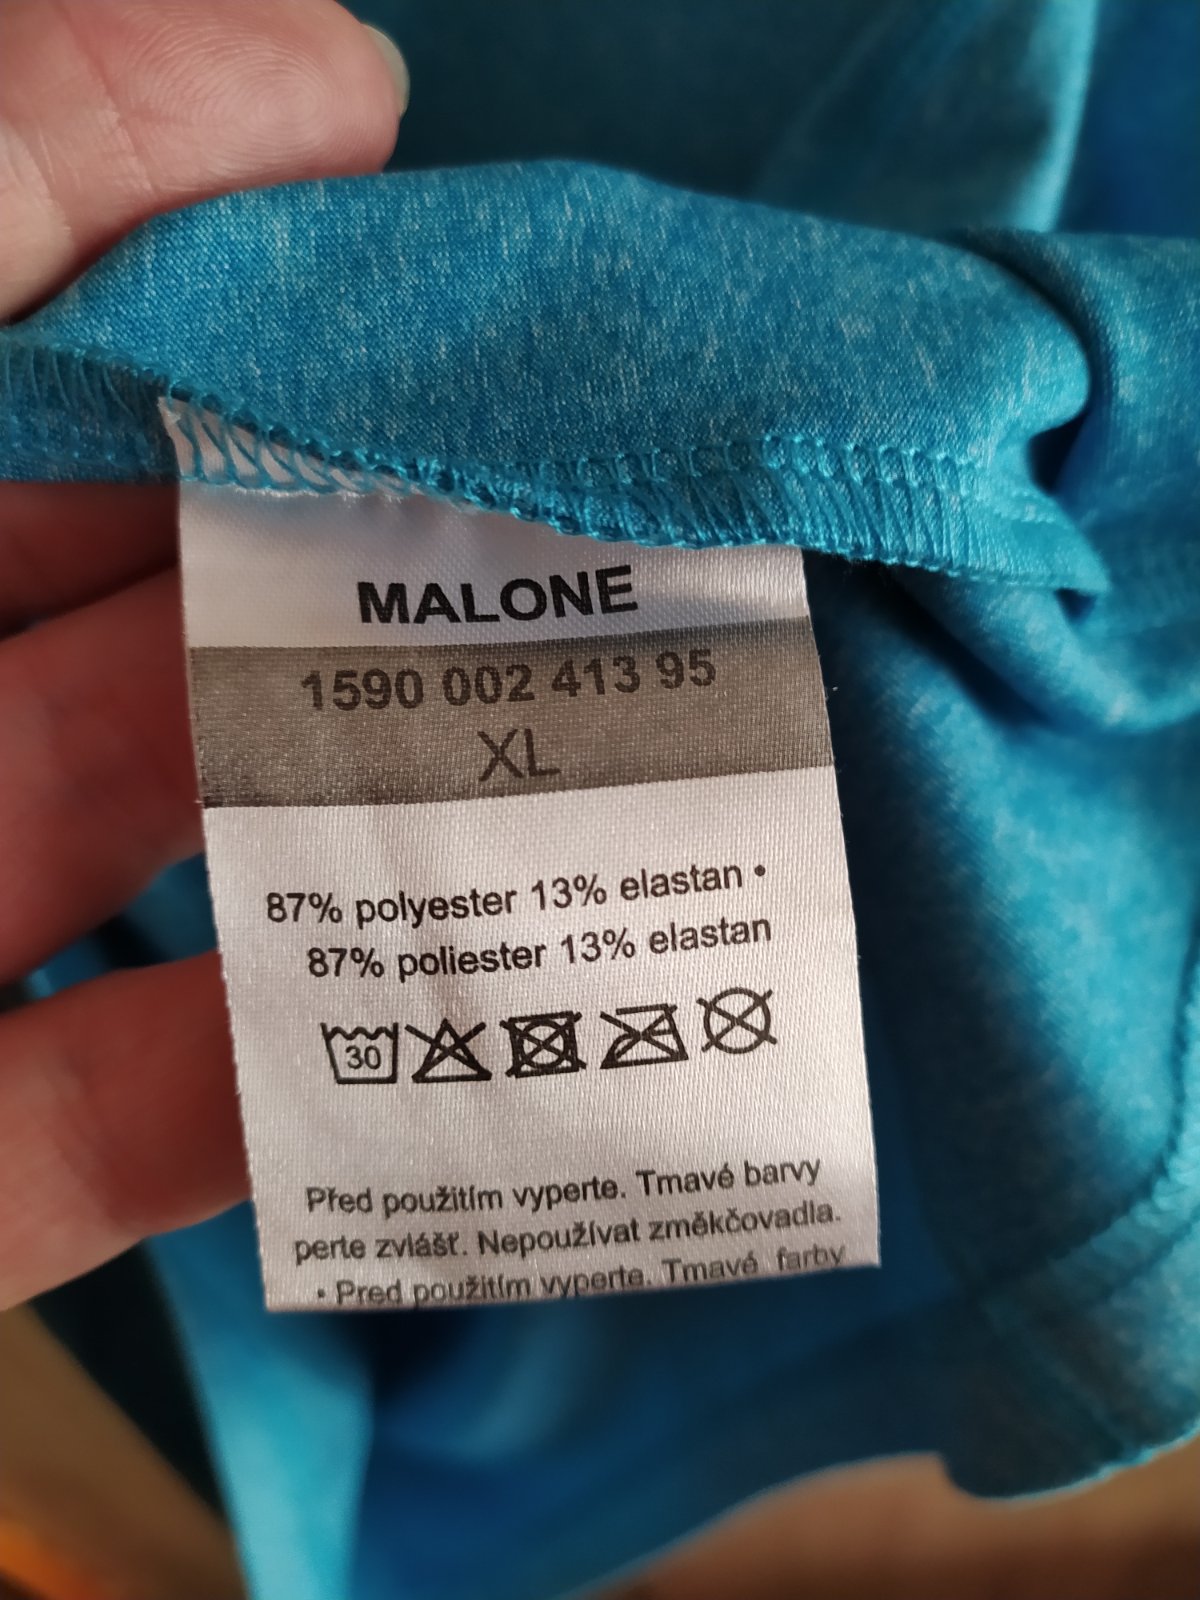 MALONE
1590 002 413 95
XL
87% polyester 13% elastan •
87% poliester 13% elastan
30
Před použitím vyperte. Tmavé barvy
perte zvlášť. Nepoužívat změkčovadla.
• Pred použitím vyperte. Tmavé farby